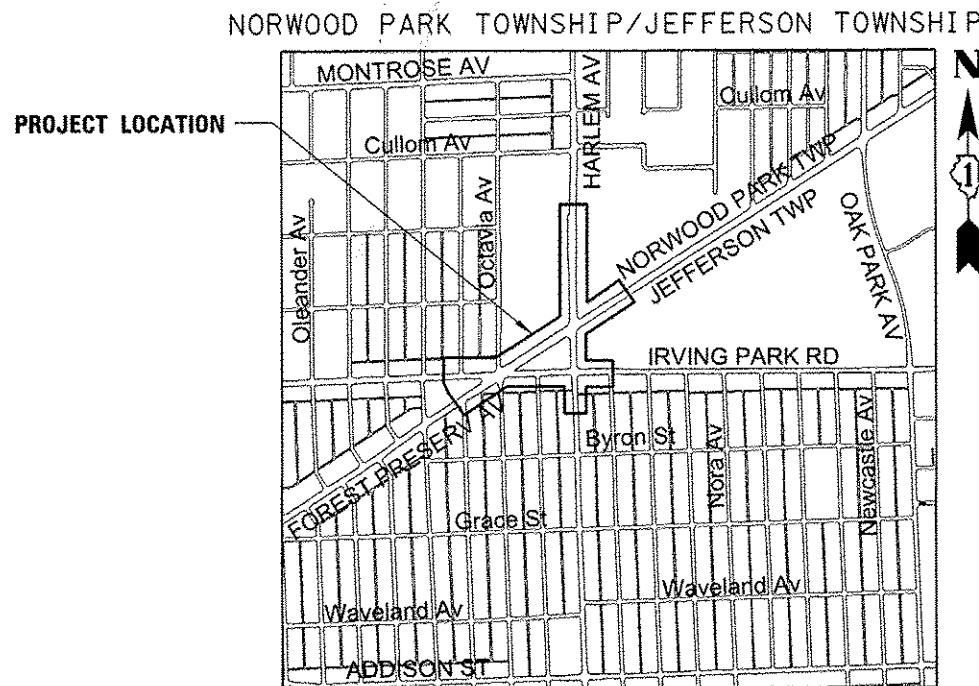 NORWOOD PARK TOWNSHIP/JEFFERSON TOWNSHIP
MONTROSE AV
HARLEM AV
Cullom Av
N
PROJECT LOCATION
Cullom Av
1
NORWOOD PARK TWP
JEFFERSON TWP
OAK PARK AV
Oleander Av
Octavia Av
IRVING PARK RD
FOREST PRESERV AV
Byron St
Nora Av
Newcastle Av
Grace St
Waveland Av
Waveland Av
ADDISON ST